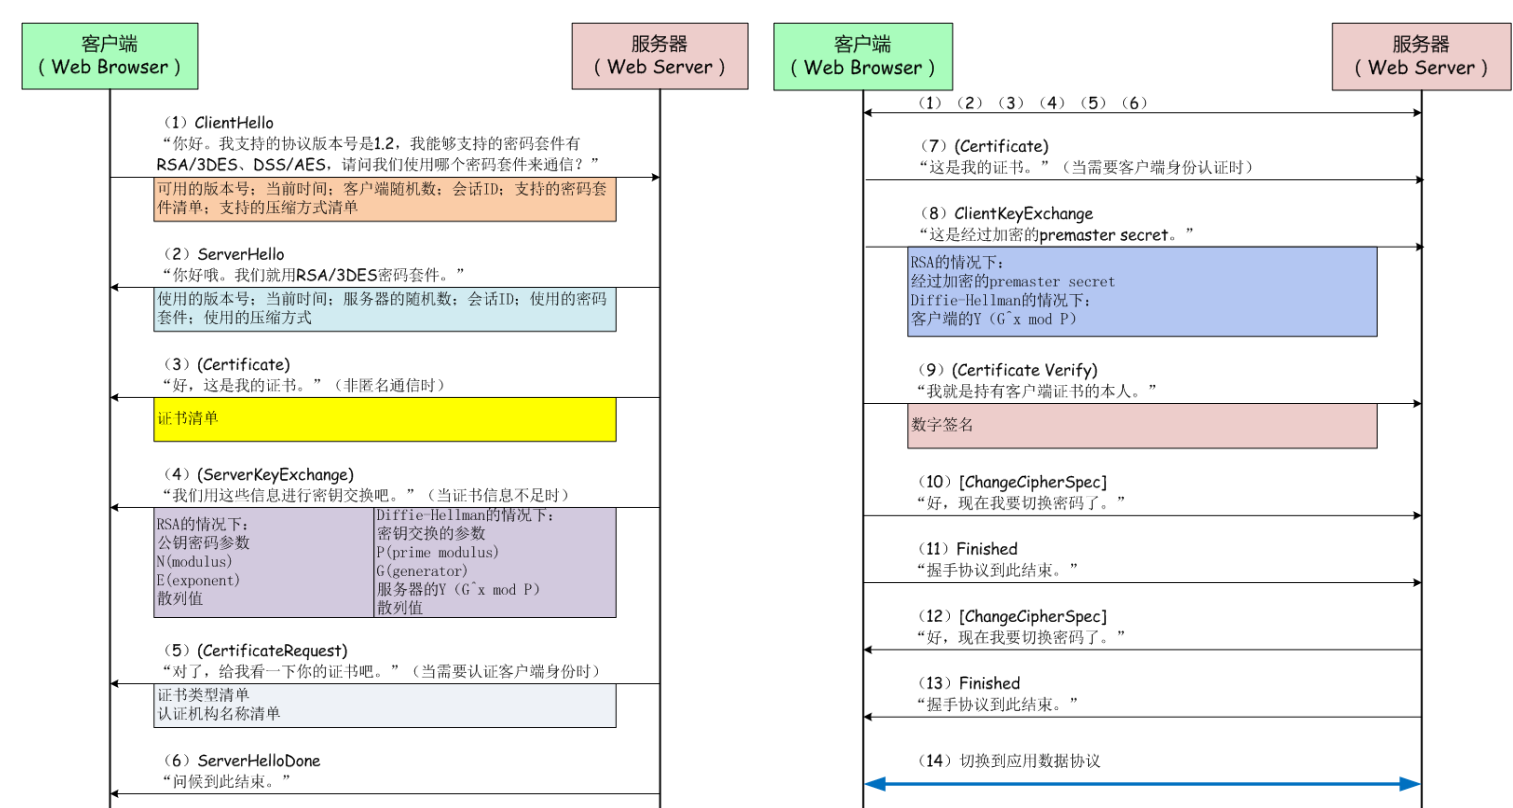 客户端
（Web Browser）
服务器
（Web Server）
（1）ClientHello
“你好。我支持的协议版本号是1.2，我能够支持的密码套件有
RSA/3DES、DSS/AES，请问我们使用哪个密码套件来通信？”
可用的版本号；当前时间；客户端随机数；会话ID；支持的密码套
件清单；支持的压缩方式清单
（2）ServerHello
“你好哦。我们就用RSA/3DES密码套件。”
使用的版本号；当前时间；服务器的随机数；会话ID；使用的密码
套件；使用的压缩方式
（3）(Certificate)
“好，这是我的证书。”（非匿名通信时）
证书清单
（4）(ServerKeyExchange)
“我们用这些信息进行密钥交换吧。”（当证书信息不足时）
RSA的情况下：
公钥密码参数
N(modulus)
E(exponent)
散列值
Diffie-Hellman的情况下：
密钥交换的参数
P(prime modulus)
G(generator)
服务器的Y（G^x mod P）
散列值
（5）(CertificateRequest)
“对了，给我看一下你的证书吧。”（当需要认证客户端身份时）
证书类型清单
认证机构名称清单
（6）ServerHelloDone
“问候到此结束。”
客户端
（Web Browser）
服务器
（Web Server）
（1）（2）（3）（4）（5）（6）
（7）(Certificate)
“这是我的证书。”（当需要客户端身份认证时）
（8）ClientKeyExchange
“这是经过加密的premaster secret。”
RSA的情况下：
经过加密的premaster secret
Diffie-Hellman的情况下：
客户端的Y（G^x mod P）
（9）(Certificate Verify)
“我就是持有客户端证书的本人。”
数字签名
（10）[ChangeCipherSpec]
“好，现在我要切换密码了。”
（11）Finished
“握手协议到此结束。”
（12）[ChangeCipherSpec]
“好，现在我要切换密码了。”
（13）Finished
“握手协议到此结束。”
（14）切换到应用数据协议